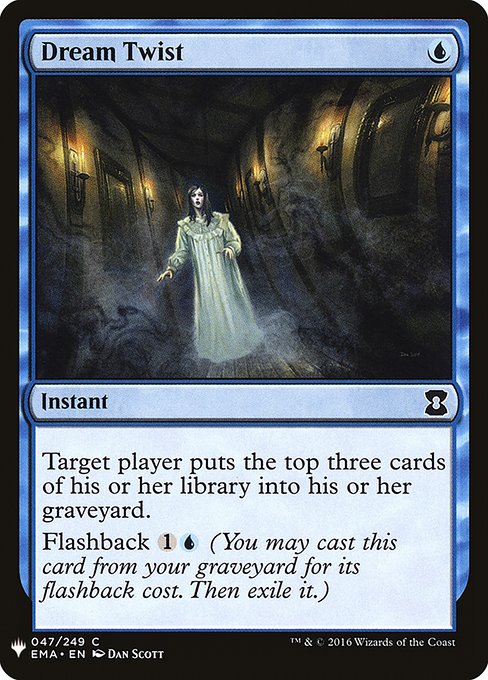 Dream Twist
Instant
Target player puts the top three cards
of his or her library into his or her
graveyard.
Flashback 1 (You may cast this
card from your graveyard for its
flashback cost. Then exile it.)
047/249 C
EMA • EN Dan Scott
™ & © 2016 Wizards of the Coast